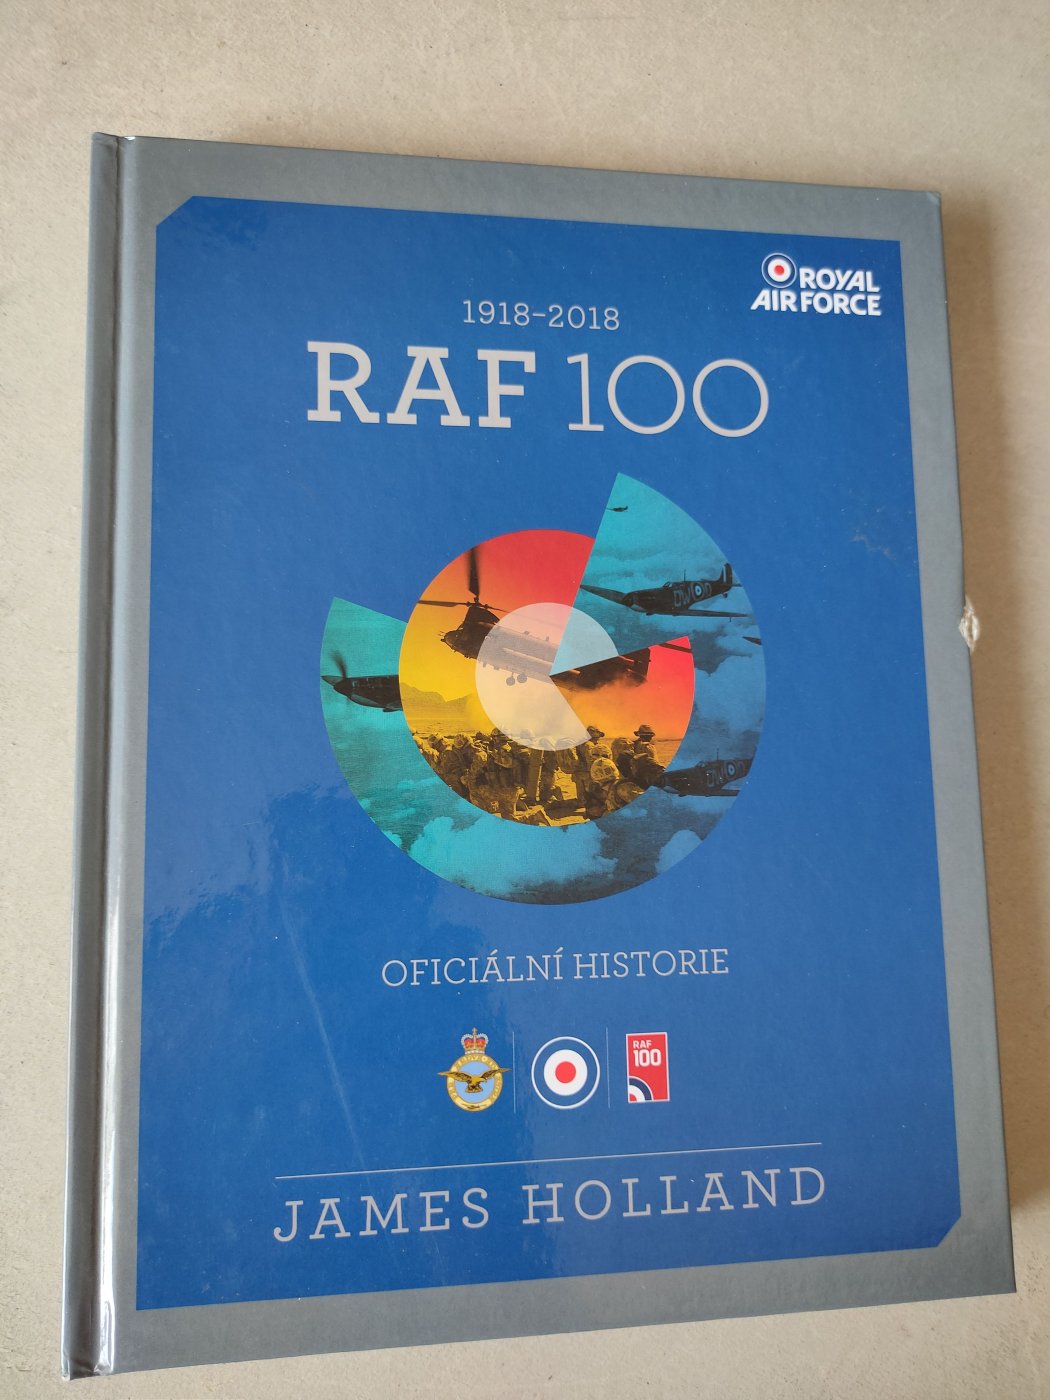 ROYAL
AIR FORCE
1918-2018
RAF 100
OFICIÁLNÍ HISTORIE
RAF
100
JAMES HOLLAND